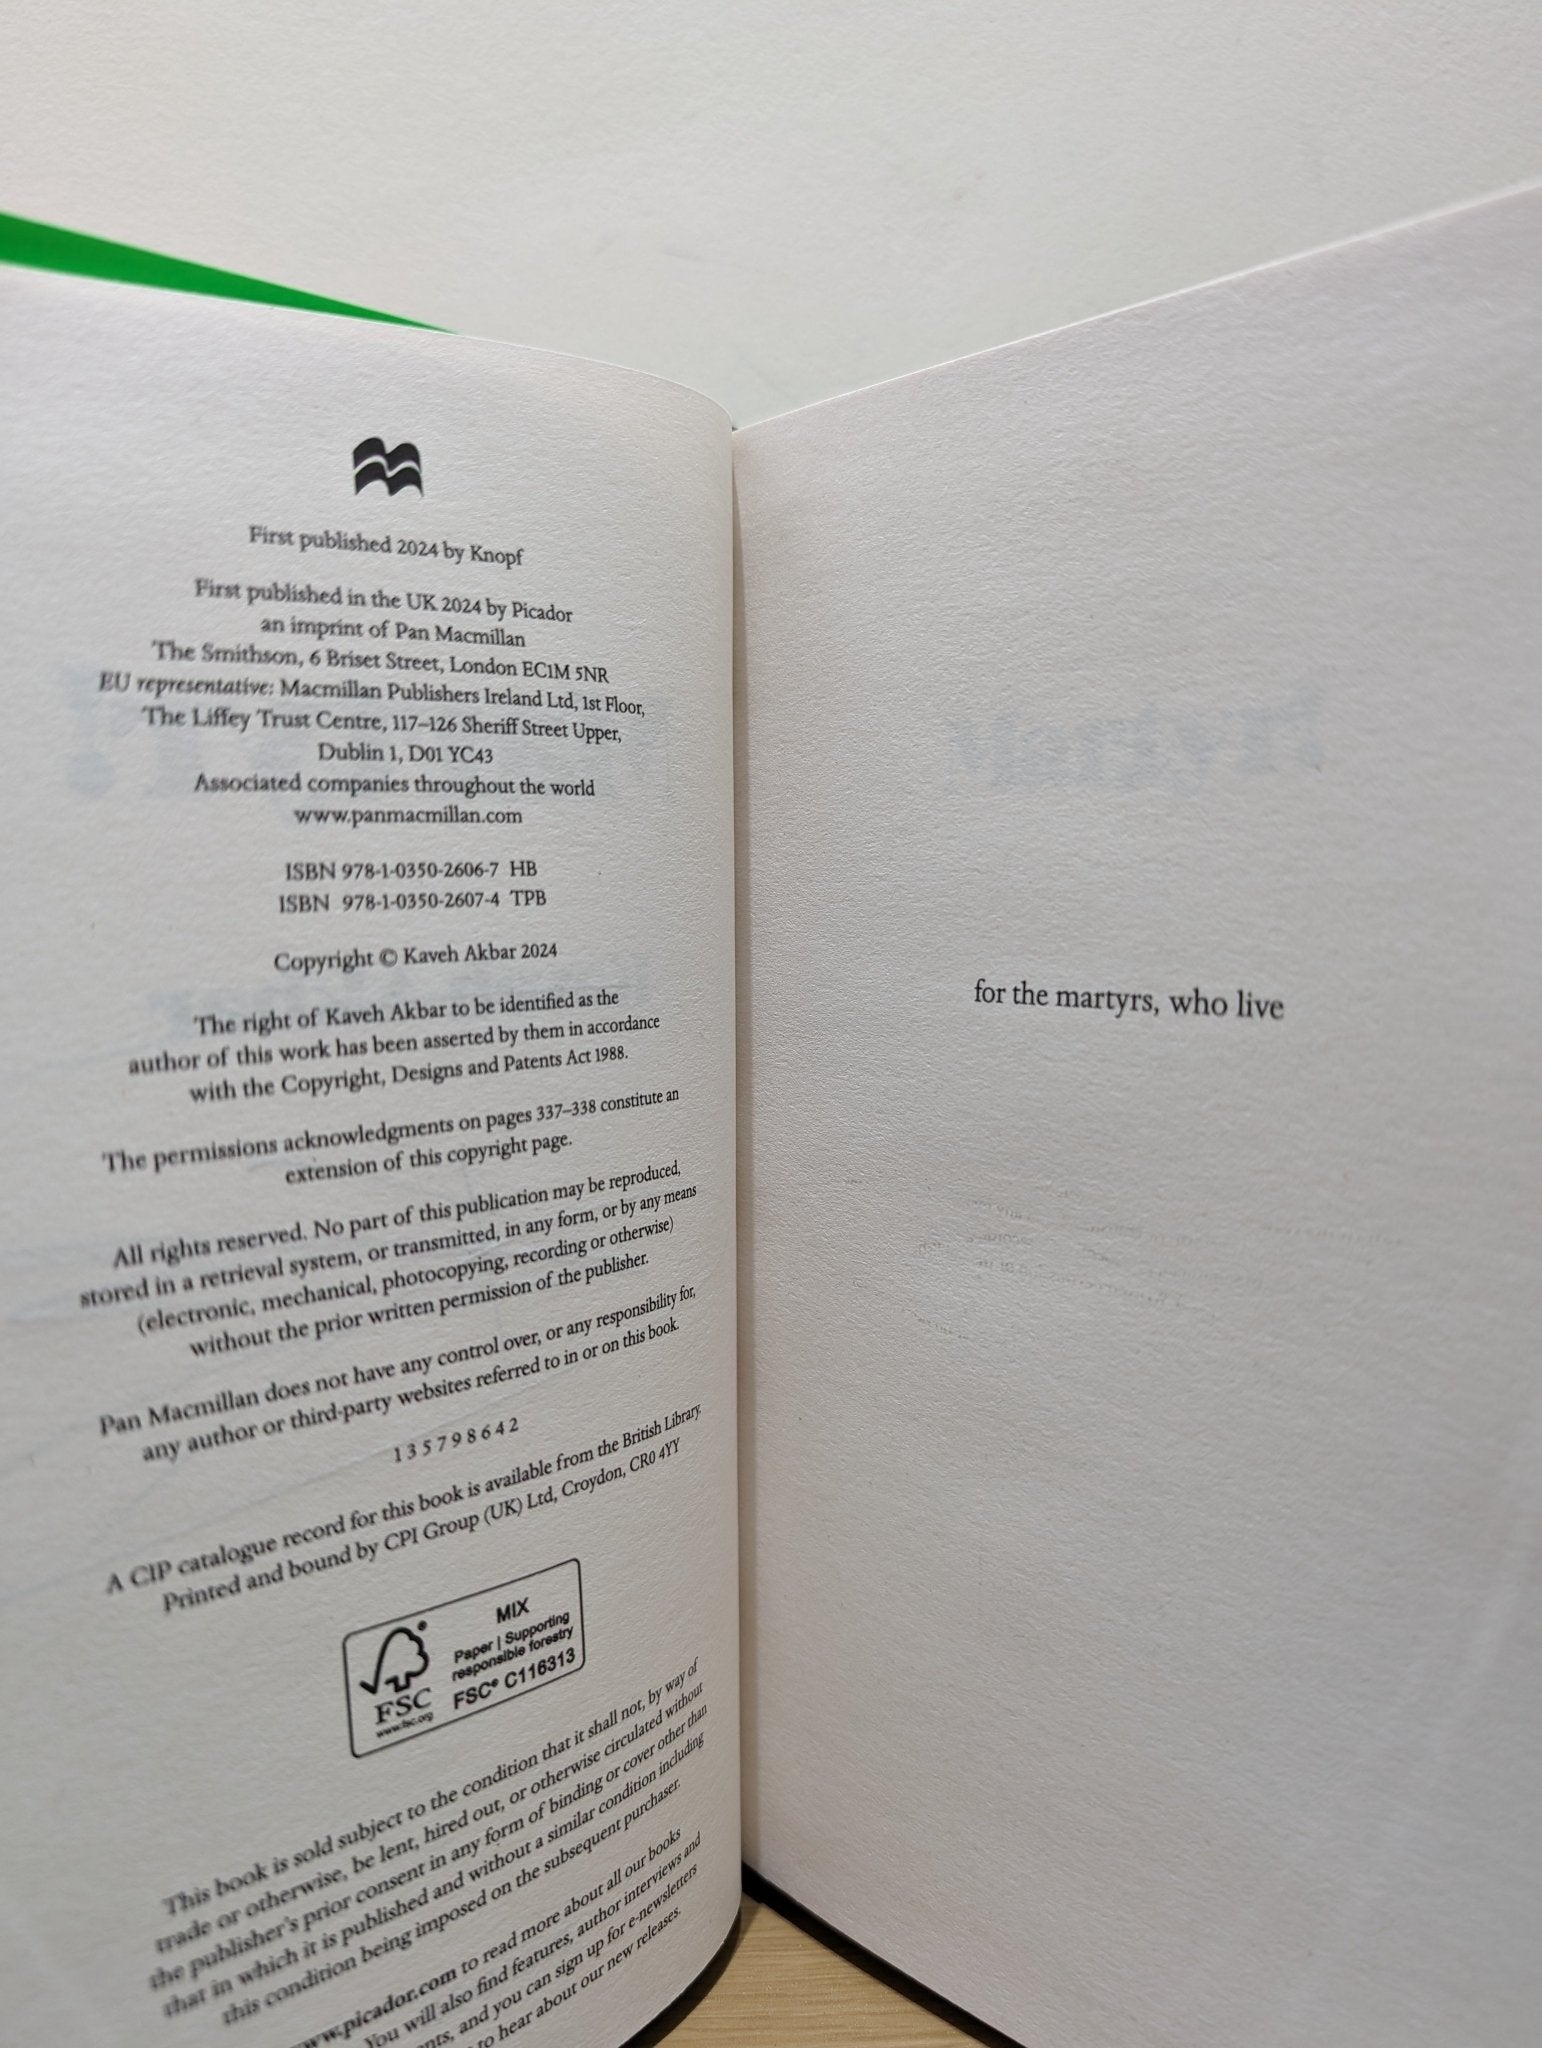 First published 2024 by Knopf
First published in the UK 2024 by Picador
an imprint of Pan Macmillan
The Smithson, 6 Briset Street, London EC1M 5NR
EU representative: Macmillan Publishers Ireland Ltd, 1st Floor,
The Liffey Trust Centre, 117–126 Sheriff Street Upper,
Dublin 1, D01 YC43
Associated companies throughout the world
www.panmacmillan.com
ISBN 978-1-0350-2606-7 HB
ISBN 978-1-0350-2607-4 TPB
Copyright © Kaveh Akbar 2024
The right of Kaveh Akbar to be identified as the
author of this work has been asserted by them in accordance
with the Copyright, Designs and Patents Act 1988.
The permissions acknowledgments on pages 337–338 constitute an
extension of this copyright page.
All rights reserved. No part of this publication may be reproduced,
stored in a retrieval system, or transmitted, in any form, or by any means
(electronic, mechanical, photocopying, recording or otherwise)
without the prior written permission of the publisher.
Pan Macmillan does not have any control over, or any responsibility for,
any author or third-party websites referred to in or on this book.
1 3 5 7 9 8 6 4 2
A CIP catalogue record for this book is available from the British Library.
Printed and bound by CPI Group (UK) Ltd, Croydon, CR0 4YY
MIX
Paper | Supporting
responsible forestry
FSC® C116313
FSC
www.fsc.org
This book is sold subject to the condition that it shall not, by way of
trade or otherwise, be lent, hired out, or otherwise circulated without
the publisher's prior consent in any form of binding or cover other than
that in which it is published and without a similar condition including
this condition being imposed on the subsequent purchaser.
www.picador.com to read more about all our books
You will also find features, author interviews and
and you can sign up for e-newsletters
to hear about our new releases.
for the martyrs, who live